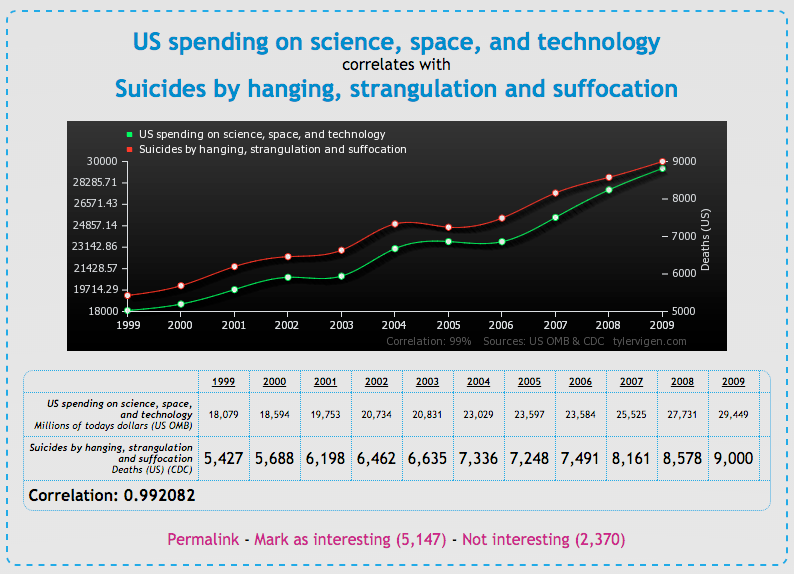 US spending on science, space, and technology
correlates with
Suicides by hanging, strangulation and suffocation
US spending on science, space, and technology
Suicides by hanging, strangulation and suffocation
30000
28285.71
26571.43
24857.14
23142.86
21428.57
19714.29
18000
9000
8000
7000
6000
5000
Deaths (US)
1999 2000 2001 2002 2003 2004 2005 2006 2007 2008 2009
Correlation: 99% Sources: US OMB & CDC tylervigen.com
1999 2000 2001 2002 2003 2004 2005 2006 2007 2008 2009
US spending on science, space,
and technology
Millions of todays dollars (US OMB)
18,079 18,594 19,753 20,734 20,831 23,029 23,597 23,584 25,525 27,731 29,449
Suicides by hanging, strangulation
and suffocation
Deaths (US) (CDC)
5,427 5,688 6,198 6,462 6,635 7,336 7,248 7,491 8,161 8,578 9,000
Correlation: 0.992082
Permalink - Mark as interesting (5,147) - Not interesting (2,370)